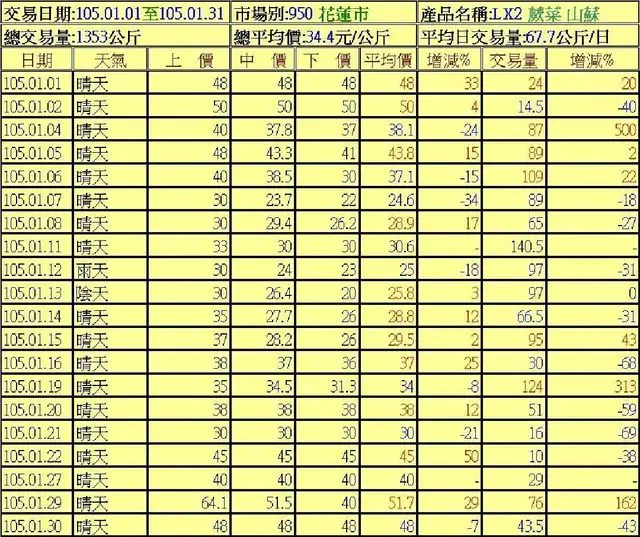 交易日期:105.01.01至105.01.31 市場別:950 花蓮市 產品名稱:LX2 蕨菜 山蘇
總交易量:1353公斤 總平均價:34.4元/公斤 平均日交易量:67.7公斤/日
日期 天氣 上 價 中 價 下 價 平均價 增減% 交易量 增減%
105.01.01 晴天 48 48 48 48 33 24 20
105.01.02 晴天 50 50 50 50 4 14.5 -40
105.01.04 晴天 40 37.8 37 38.1 -24 87 500
105.01.05 晴天 48 43.3 41 43.8 15 89 2
105.01.06 晴天 40 38.5 30 37.1 -15 109 22
105.01.07 晴天 30 23.7 22 24.6 -34 89 -18
105.01.08 晴天 30 29.4 26.2 28.9 17 65 -27
105.01.11 晴天 33 30 30 30.6 - 140.5 -
105.01.12 雨天 30 24 23 25 -18 97 -31
105.01.13 陰天 30 26.4 20 25.8 3 97 0
105.01.14 晴天 35 27.7 26 28.8 12 66.5 -31
105.01.15 晴天 37 28.2 26 29.5 2 95 43
105.01.16 晴天 38 37 36 37 25 30 -68
105.01.19 晴天 35 34.5 31.3 34 -8 124 313
105.01.20 晴天 38 38 38 38 12 51 -59
105.01.21 晴天 30 30 30 30 -21 16 -69
105.01.22 晴天 45 45 45 45 50 10 -38
105.01.27 晴天 40 40 40 40 - 29 -
105.01.29 晴天 64.1 51.5 40 51.7 29 76 162
105.01.30 晴天 48 48 48 48 -7 43.5 -43